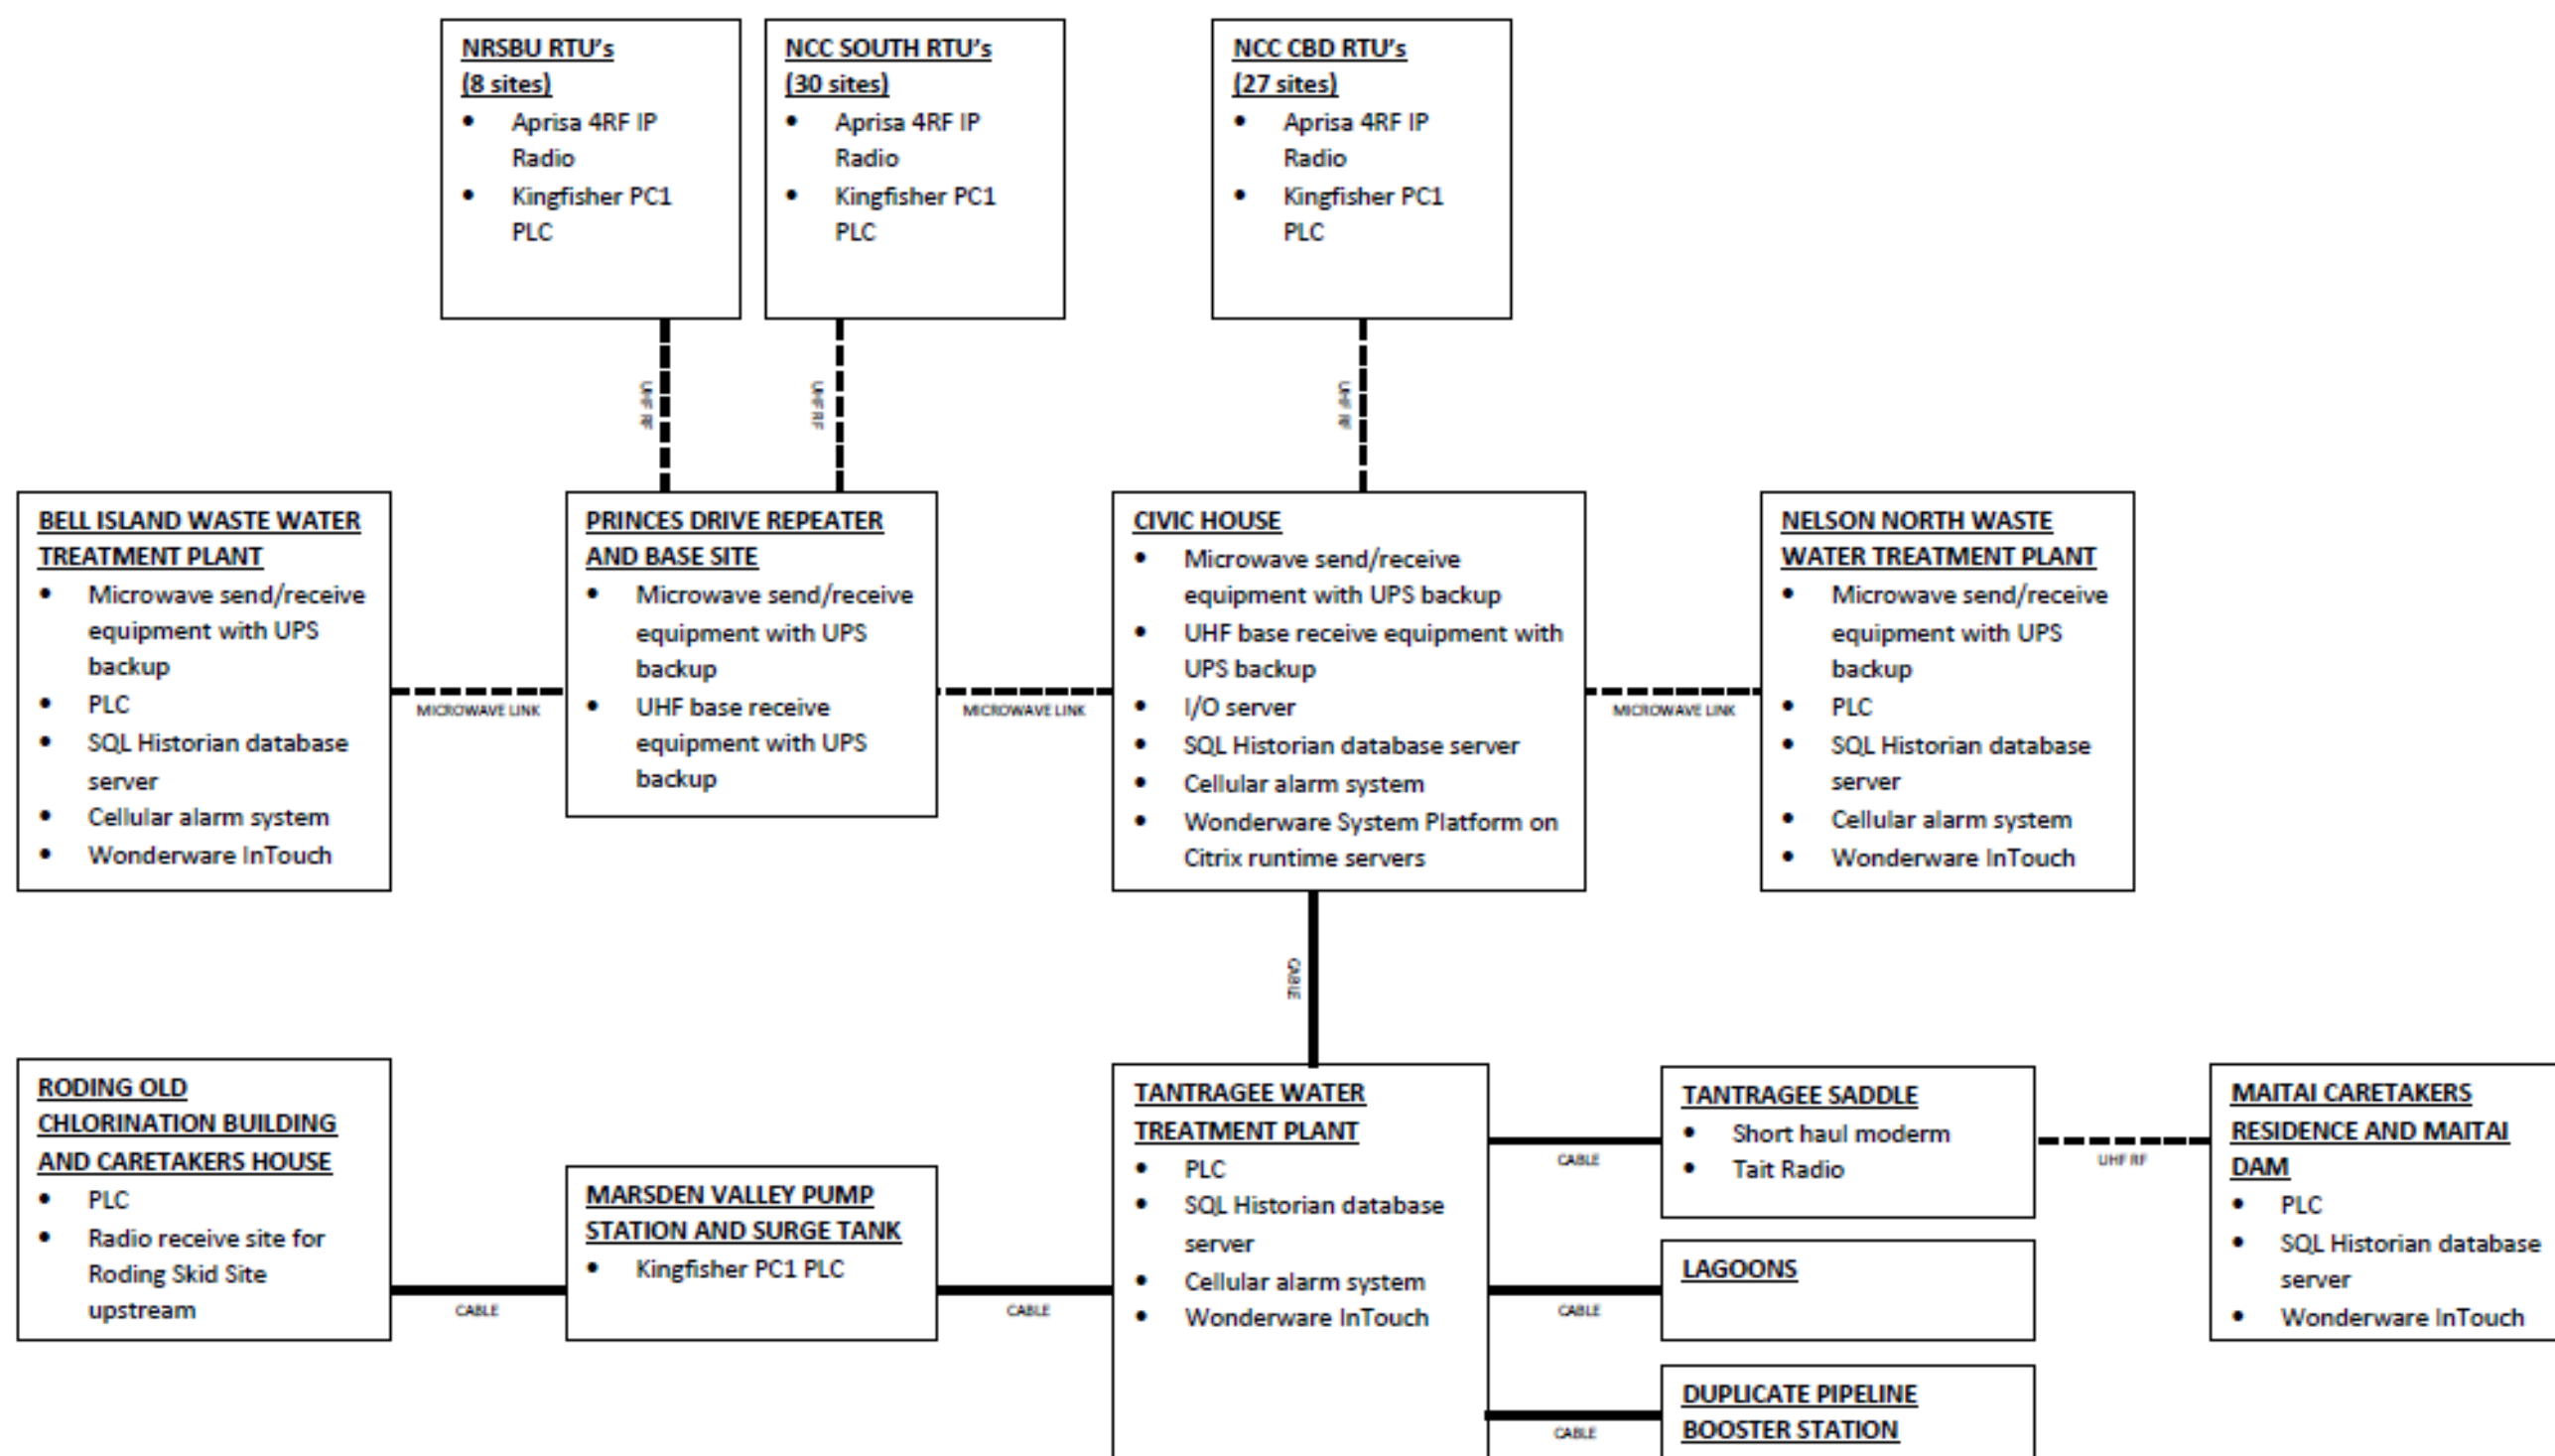 NRSBU RTU's
(8 sites)
• Aprisa 4RF IP
Radio
• Kingfisher PC1
PLC
NCC SOUTH RTU's
(30 sites)
• Aprisa 4RF IP
Radio
• Kingfisher PC1
PLC
NCC CBD RTU's
(27 sites)
• Aprisa 4RF IP
Radio
• Kingfisher PC1
PLC
UHF RF
UHF RF
UHF RF
BELL ISLAND WASTE WATER
TREATMENT PLANT
• Microwave send/receive
equipment with UPS
backup
• PLC
• SQL Historian database
server
• Cellular alarm system
• Wonderware InTouch
MICROWAVE LINK
PRINCES DRIVE REPEATER
AND BASE SITE
• Microwave send/receive
equipment with UPS
backup
• UHF base receive
equipment with UPS
backup
MICROWAVE LINK
CIVIC HOUSE
• Microwave send/receive
equipment with UPS backup
• UHF base receive equipment with
UPS backup
• I/O server
• SQL Historian database server
• Cellular alarm system
• Wonderware System Platform on
Citrix runtime servers
MICROWAVE LINK
NELSON NORTH WASTE
WATER TREATMENT PLANT
• Microwave send/receive
equipment with UPS
backup
• PLC
• SQL Historian database
server
• Cellular alarm system
• Wonderware InTouch
CABLE
RODING OLD
CHLORINATION BUILDING
AND CARETAKERS HOUSE
• PLC
• Radio receive site for
Roding Skid Site
upstream
CABLE
MARSDEN VALLEY PUMP
STATION AND SURGE TANK
• Kingfisher PC1 PLC
CABLE
TANTRAGEE WATER
TREATMENT PLANT
• PLC
• SQL Historian database
server
• Cellular alarm system
• Wonderware InTouch
CABLE
TANTRAGEE SADDLE
• Short haul moderm
• Tait Radio
UHF RF
MAITAI CARETAKERS
RESIDENCE AND MAITAI
DAM
• PLC
• SQL Historian database
server
• Wonderware InTouch
CABLE
LAGOONS
CABLE
DUPLICATE PIPELINE
BOOSTER STATION